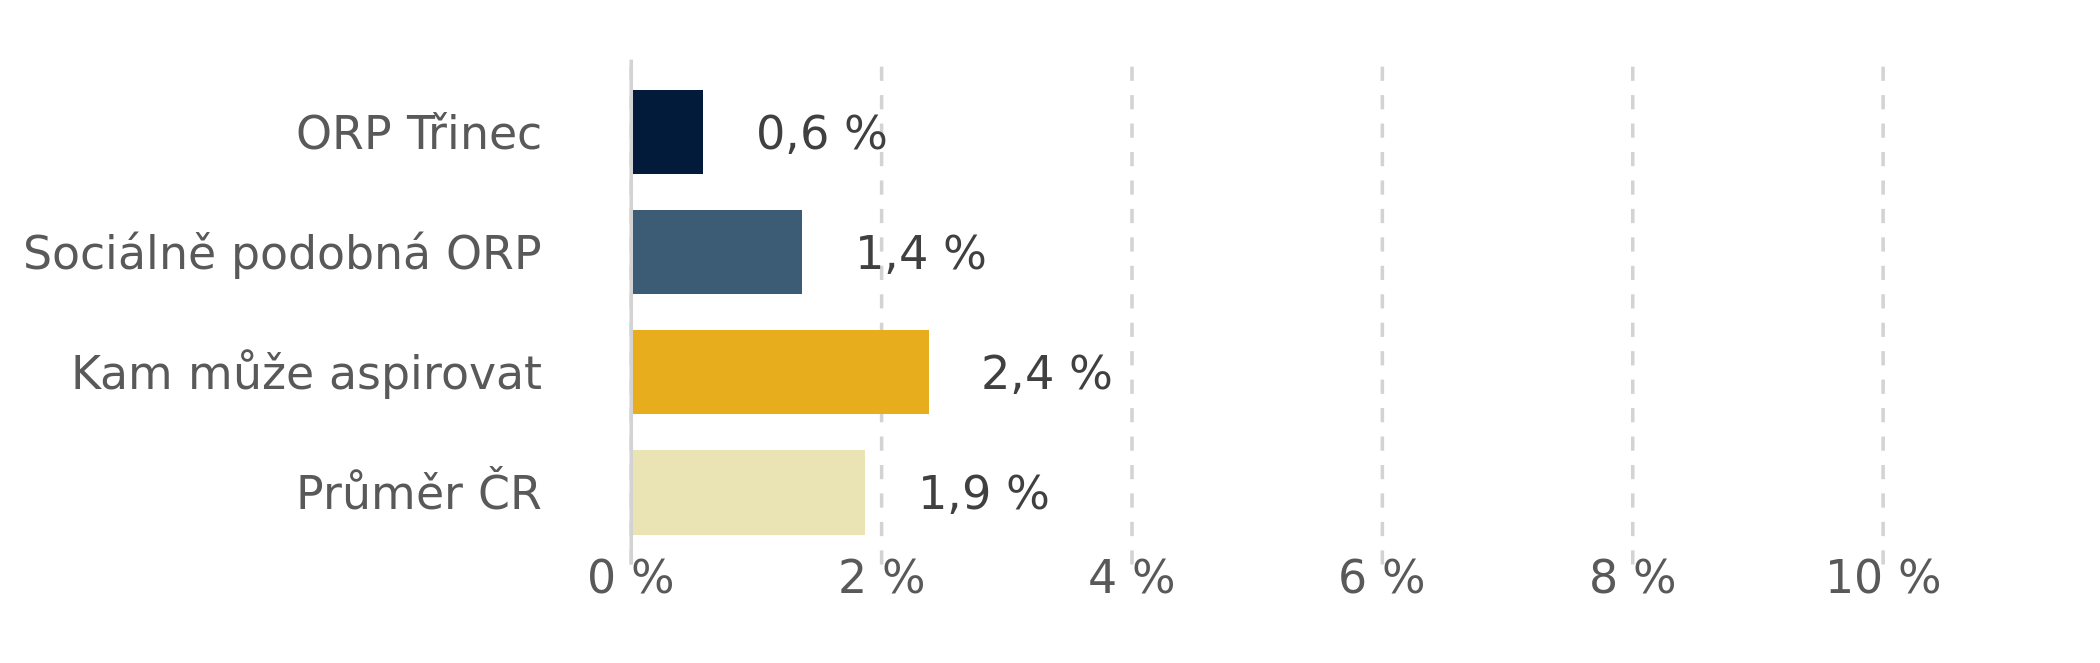 ORP Třinec 0,6 %
Sociálně podobná ORP 1,4 %
Kam může aspirovat 2,4 %
Průměr ČR 1,9 %
0 % 2 % 4 % 6 % 8 % 10 %